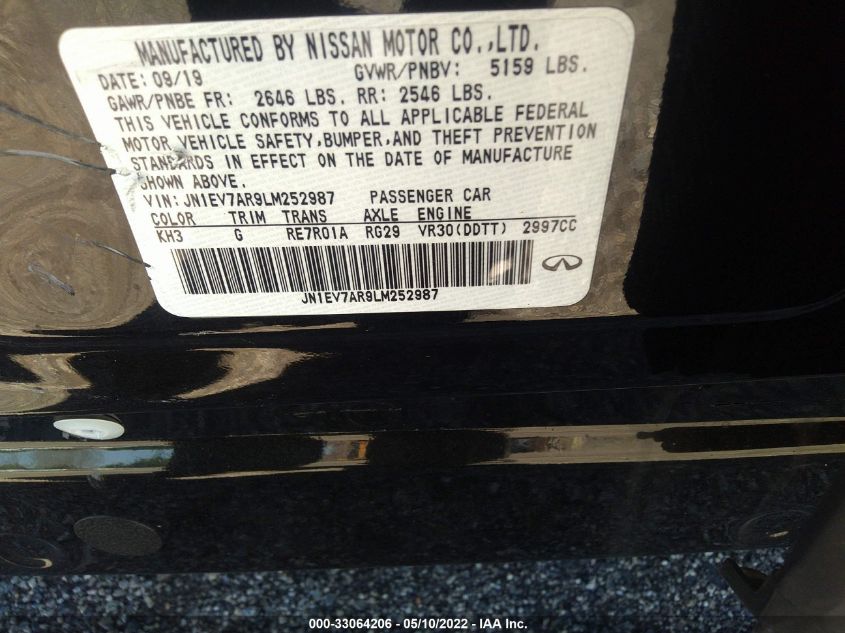 MANUFACTURED BY NISSAN MOTOR CO.,LTD.
DATE: 09/19 GVWR/PNBV: 5159 LBS.
GAWR/PNBE FR: 2646 LBS. RR: 2546 LBS.
THIS VEHICLE CONFORMS TO ALL APPLICABLE FEDERAL
MOTOR VEHICLE SAFETY,BUMPER,AND THEFT PREVENTION
STANDARDS IN EFFECT ON THE DATE OF MANUFACTURE
SHOWN ABOVE.
VIN: JN1EV7AR9LM252987 PASSENGER CAR
COLOR TRIM TRANS AXLE ENGINE
KH3 G RE7R01A RG29 VR30(DDTT) 2997CC
JN1EV7AR9LM252987
000-33064206 - 05/10/2022 - © IAA Inc.